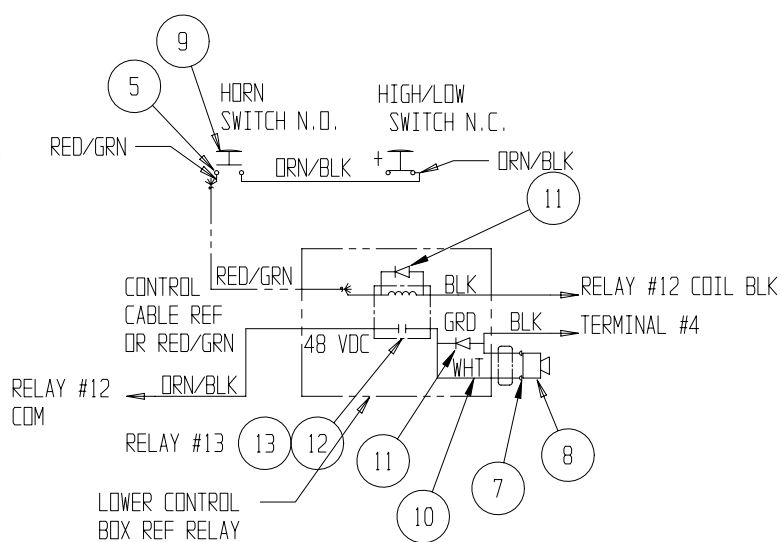 9
5
HORN
SWITCH N.O.
HIGH/LOW
SWITCH N.C.
RED/GRN
ORN/BLK
+
ORN/BLK
11
RED/GRN
BLK
RELAY #12 COIL BLK
CONTROL
CABLE REF
OR RED/GRN
48 VDC
GRD
BLK
TERMINAL #4
WHT
RELAY #12
COM
ORN/BLK
RELAY #13
13
12
11
10
7
8
LOWER CONTROL
BOX REF RELAY